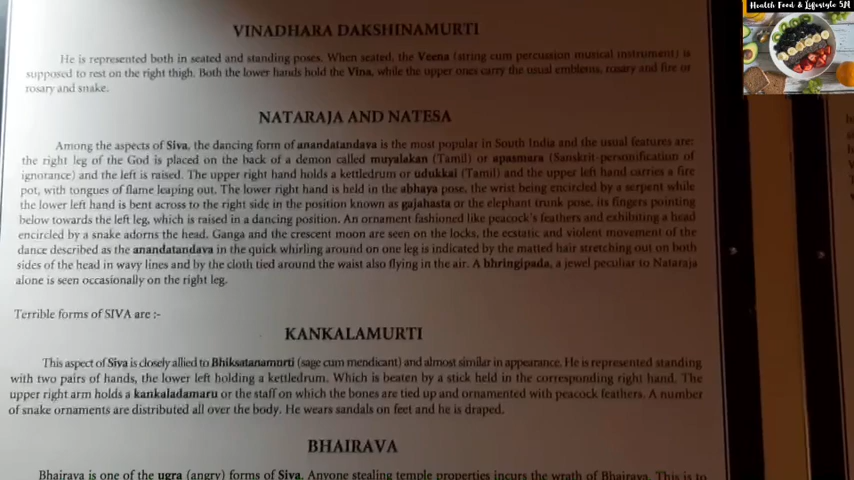 Health Food & Lifestyle SM
VINADHARA DAKSHINAMURTI
He is represented both in seated and standing poses. When seated, the Veena (string cum percussion musical instrument) is
supposed to rest on the right thigh. Both the lower hands hold the Vina, while the upper ones carry the usual emblems, rosary and fire or
rosary and snake.
NATARAJA AND NATESA
Among the aspects of Siva, the dancing form of anandatandava is the most popular in South India and the usual features are:
the right leg of the God is placed on the back of a demon called muyalakan (Tamil) or apasmura (Sanskrit-personification of
ignorance) and the left is raised. The upper right hand holds a kettledrum or udukkai (Tamil) and the upper left hand carries a fire
pot, with tongues of flame leaping out. The lower right hand is held in the abhaya pose, the wrist being encircled by a serpent while
the lower left hand is bent across to the right side in the position known as gajahasta or the elephant trunk pose, its fingers pointing
below towards the left leg, which is raised in a dancing position. An ornament fashioned like peacock's feathers and exhibiting a head
encircled by a snake adorns the head. Ganga and the crescent moon are seen on the locks, the ecstatic and violent movement of the
dance described as the anandatandava in the quick whirling around on one leg is indicated by the matted hair stretching out on both
sides of the head in wavy lines and by the cloth tied around the waist also flying in the air. A bhringipada, a jewel peculiar to Nataraja
alone is seen occasionally on the right leg.
Terrible forms of SIVA are :-
KANKALAMURTI
This aspect of Siva is closely allied to Bhiksatanamurti (sage cum mendicant) and almost similar in appearance. He is represented standing
with two pairs of hands, the lower left holding a kettledrum. Which is beaten by a stick held in the corresponding right hand. The
upper right arm holds a kankaladamaru or the staff on which the bones are tied up and ornamented with peacock feathers. A number
of snake ornaments are distributed all over the body. He wears sandals on feet and he is draped.
BHAIRAVA
Bhairava is one of the ugra (angry) forms of Siva. Anyone stealing temple properties incurs the wrath of Bhairava. This is to